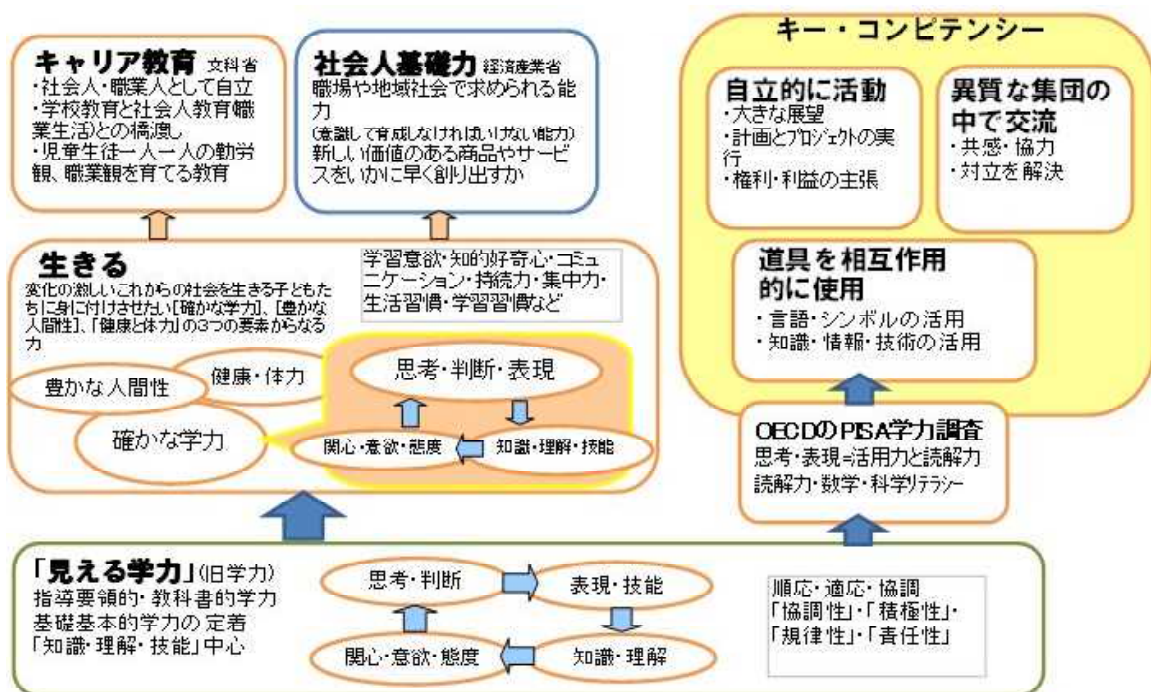 キャリア教育 文科省
・社会人・職業人として自立
・学校教育と社会人教育(職
業生活)との橋渡し
・児童生徒一人一人の勤労
観、職業観を育てる教育
社会人基礎力 経済産業省
職場や地域社会で求められる能
力
(意識して育成しなければいけない能力)
新しい価値のある商品やサービ
スをいかに早く創り出すか
キー・コンピテンシー
自立的に活動
・大きな展望
・計画とプロジェクトの実
行
・権利・利益の主張
異質な集団の
中で交流
・共感・協力
・対立を解決
道具を相互作用
的に使用
・言語・シンボルの活用
・知識・情報・技術の活用
生きる
変化の激しいこれからの社会を生きる子どもた
ちに身に付けさせたい[確かな学力]、[豊かな
人間性]、「健康と体力」の3つの要素からなる
力
学習意欲・知的好奇心・コミュ
ニケーション・持続力・集中力・
生活習慣・学習習慣など
豊かな人間性
健康・体力
確かな学力
思考・判断・表現
関心・意欲・態度
知識・理解・技能
OECDのPISA学力調査
思考・表現=活用力と読解力
読解力・数学・科学リテラシー
「見える学力」(旧学力)
指導要領的・教科書的学力
基礎基本的学力の定着
「知識・理解・技能」中心
思考・判断
表現・技能
関心・意欲・態度
知識・理解
順応・適応・協調
「協調性」・「積極性」・
「規律性」・「責任性」